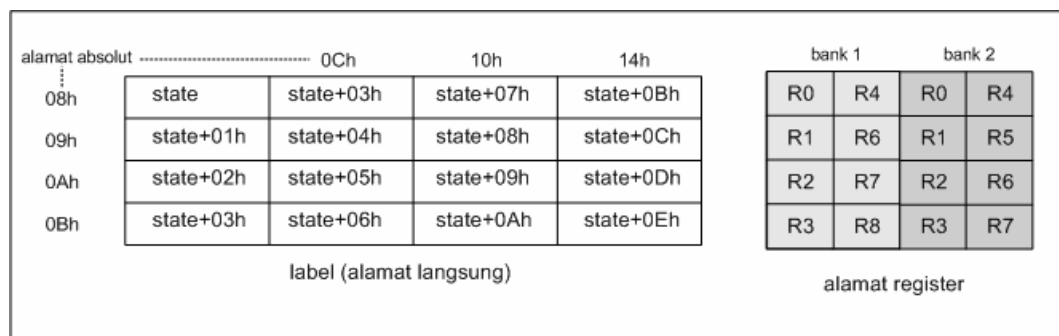 alamat absolut 0Ch 10h 14h bank 1 bank 2
08h state state+03h state+07h state+0Bh R0 R4 R0 R4
09h state+01h state+04h state+08h state+0Ch R1 R6 R1 R5
0Ah state+02h state+05h state+09h state+0Dh R2 R7 R2 R6
0Bh state+03h state+06h state+0Ah state+0Eh R3 R8 R3 R7
label (alamat langsung)
alamat register